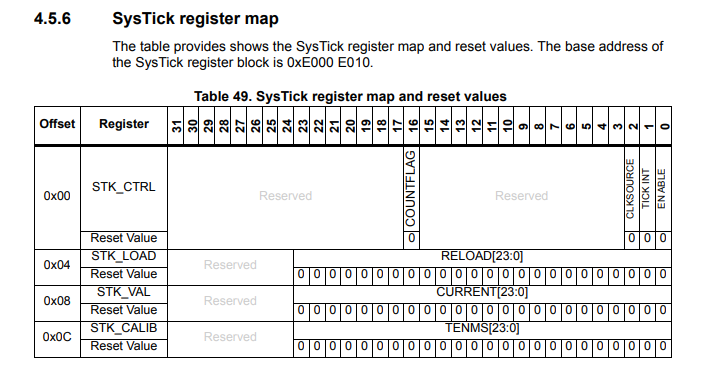 4.5.6 SysTick register map
The table provides shows the SysTick register map and reset values. The base address of
the SysTick register block is 0xE000 E010.
Table 49. SysTick register map and reset values
Offset Register 31 30 29 28 27 26 25 24 23 22 21 20 19 18 17 16 15 14 13 12 11 10 9 8 7 6 5 4 3 2 1 0
0x00 STK_CTRL Reserved COUNTFLAG Reserved CLKSOURCE TICK INT EN ABLE
Reset Value 0 0 0 0
0x04 STK_LOAD Reserved RELOAD[23:0]
Reset Value 0 0 0 0 0 0 0 0 0 0 0 0 0 0 0 0 0 0 0 0 0 0 0 0
0x08 STK_VAL Reserved CURRENT[23:0]
Reset Value 0 0 0 0 0 0 0 0 0 0 0 0 0 0 0 0 0 0 0 0 0 0 0 0
0x0C STK_CALIB Reserved TENMS[23:0]
Reset Value 0 0 0 0 0 0 0 0 0 0 0 0 0 0 0 0 0 0 0 0 0 0 0 0